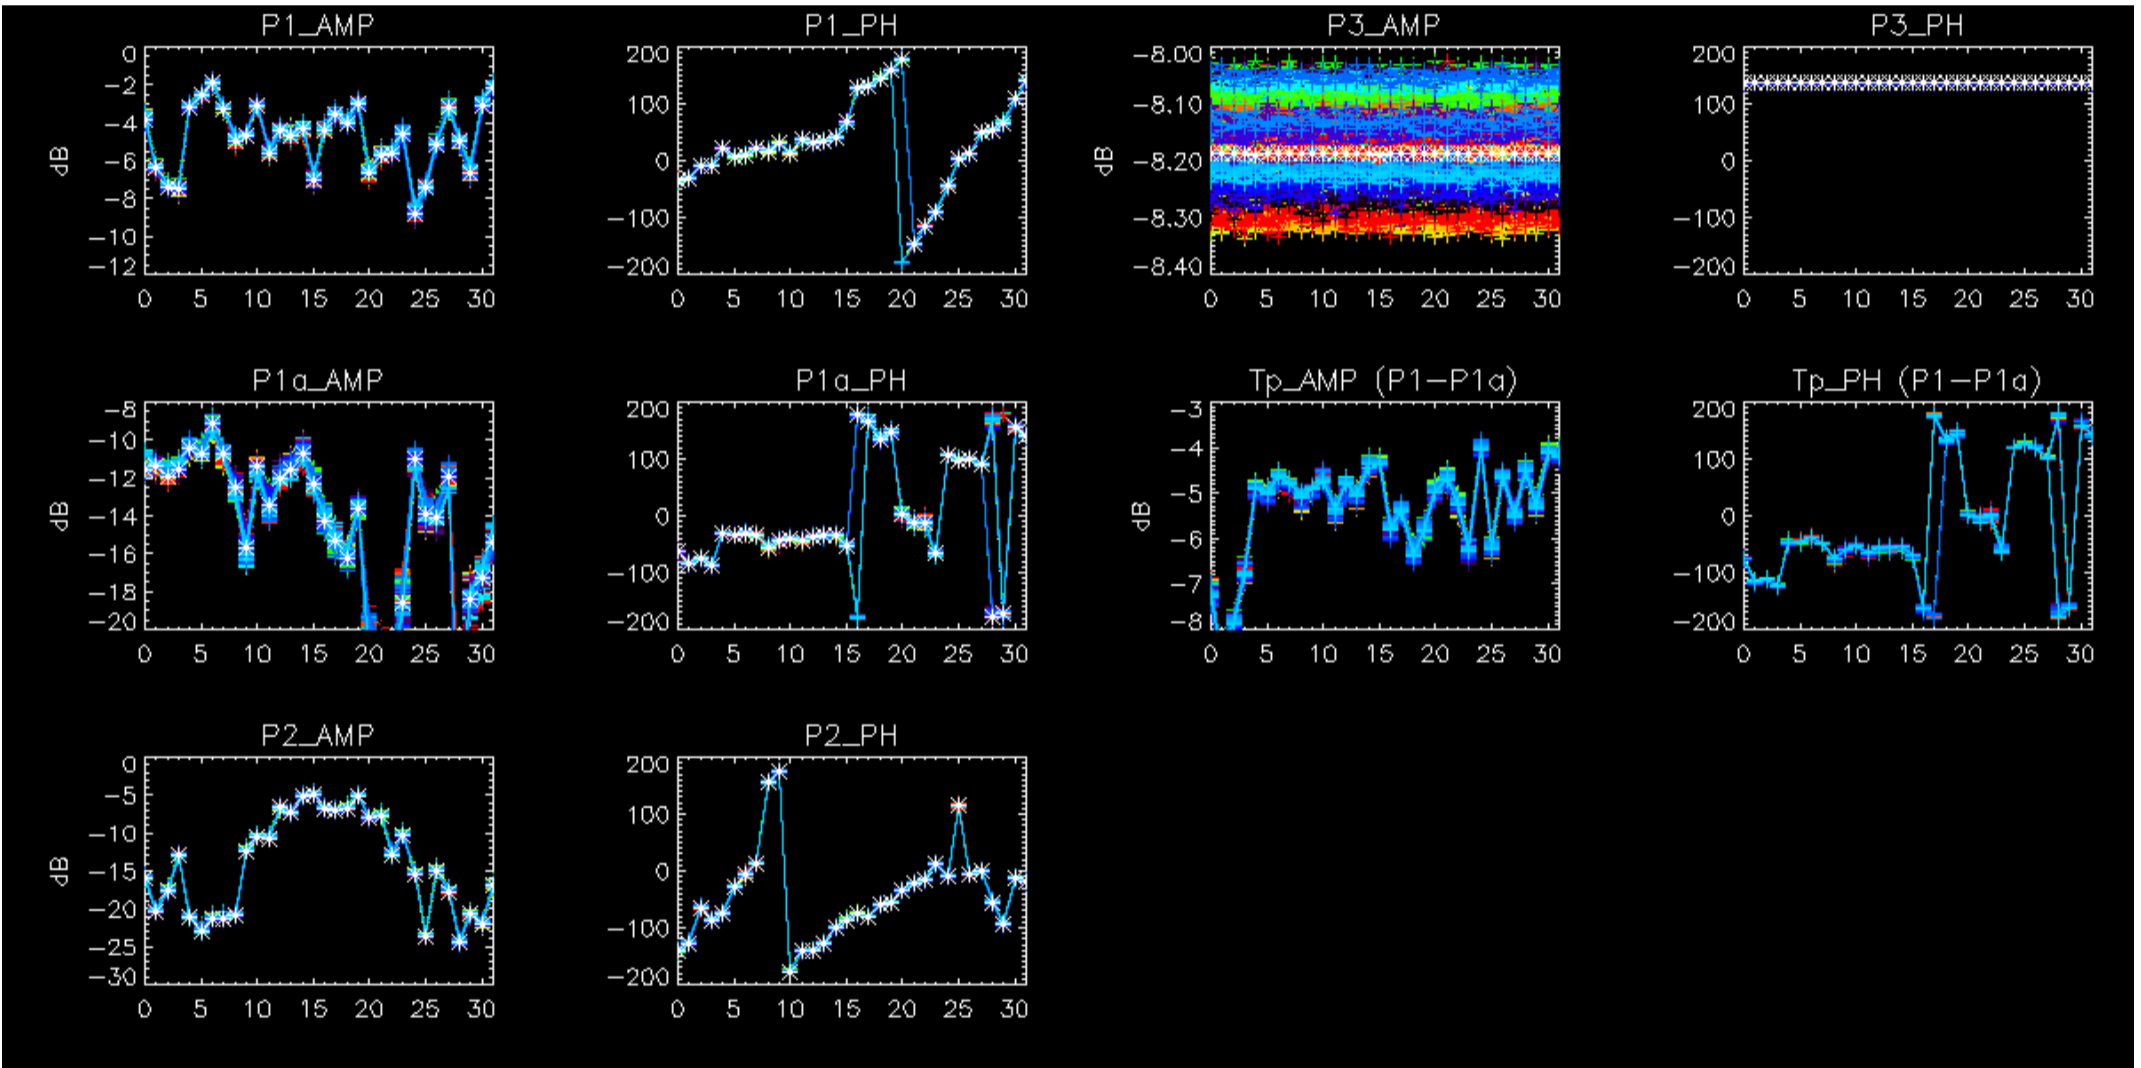 P1_AMP
P1_PH
P3_AMP
P3_PH
0
−2
−4
−6
−8
−10
−12
dB
0 5 10 15 20 25 30
200
100
0
−100
−200
0 5 10 15 20 25 30
−8.00
−8.10
−8.20
−8.30
−8.40
dB
0 5 10 15 20 25 30
200
100
0
−100
−200
0 5 10 15 20 25 30
P1a_AMP
P1a_PH
Tp_AMP (P1−P1a)
Tp_PH (P1−P1a)
−8
−10
−12
−14
−16
−18
−20
dB
0 5 10 15 20 25 30
200
100
0
−100
−200
0 5 10 15 20 25 30
−3
−4
−5
−6
−7
−8
dB
0 5 10 15 20 25 30
200
100
0
−100
−200
0 5 10 15 20 25 30
P2_AMP
P2_PH
0
−5
−10
−15
−20
−25
−30
dB
0 5 10 15 20 25 30
200
100
0
−100
−200
0 5 10 15 20 25 30